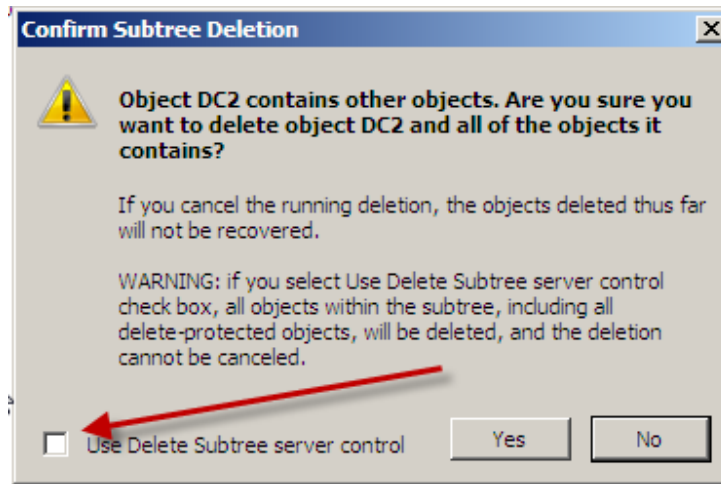 Confirm Subtree Deletion
Object DC2 contains other objects. Are you sure you
want to delete object DC2 and all of the objects it
contains?
If you cancel the running deletion, the objects deleted thus far
will not be recovered.
WARNING: if you select Use Delete Subtree server control
check box, all objects within the subtree, including all
delete-protected objects, will be deleted, and the deletion
cannot be canceled.
Use Delete Subtree server control
Yes
No